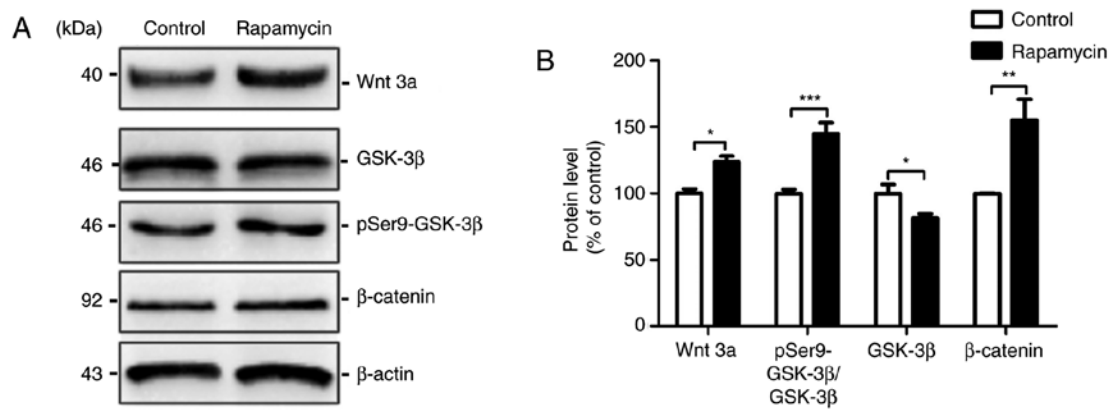 A (kDa) Control Rapamycin
40 Wnt 3a
46 GSK-3β
46 pSer9-GSK-3β
92 β-catenin
43 β-actin
B
Control
Rapamycin
Protein level
(% of control)
200
150
100
50
0
* *** * **
Wnt 3a pSer9- GSK-3β β-catenin
GSK-3β/
GSK-3β